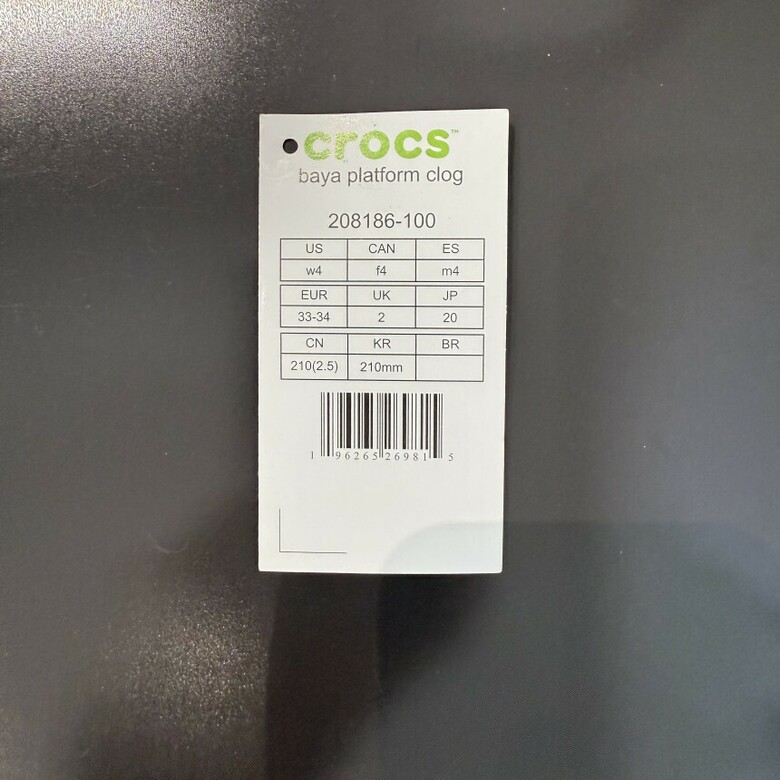 crocs™
baya platform clog
208186-100
US CAN ES
w4 f4 m4
EUR UK JP
33-34 2 20
CN KR BR
210(2.5) 210mm
1 96265 26981 5